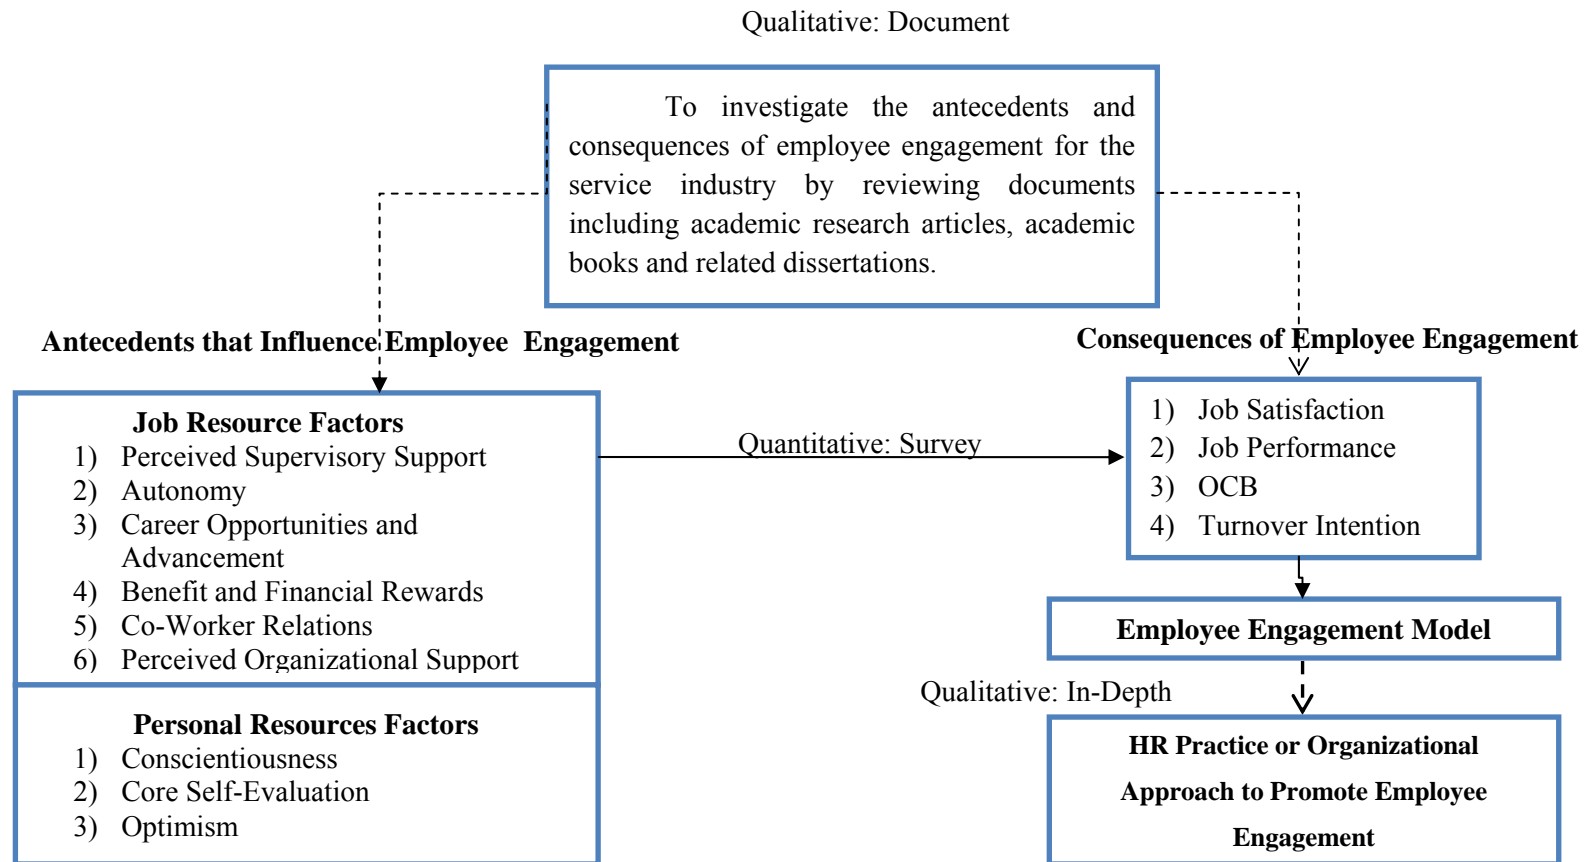 Qualitative: Document
To investigate the antecedents and
consequences of employee engagement for the
service industry by reviewing documents
including academic research articles, academic
books and related dissertations.
Antecedents that Influence Employee Engagement
Consequences of Employee Engagement
Job Resource Factors
1) Perceived Supervisory Support
2) Autonomy
3) Career Opportunities and
Advancement
4) Benefit and Financial Rewards
5) Co-Worker Relations
6) Perceived Organizational Support
Personal Resources Factors
1) Conscientiousness
2) Core Self-Evaluation
3) Optimism
Quantitative: Survey
1) Job Satisfaction
2) Job Performance
3) OCB
4) Turnover Intention
Employee Engagement Model
Qualitative: In-Depth
HR Practice or Organizational
Approach to Promote Employee
Engagement